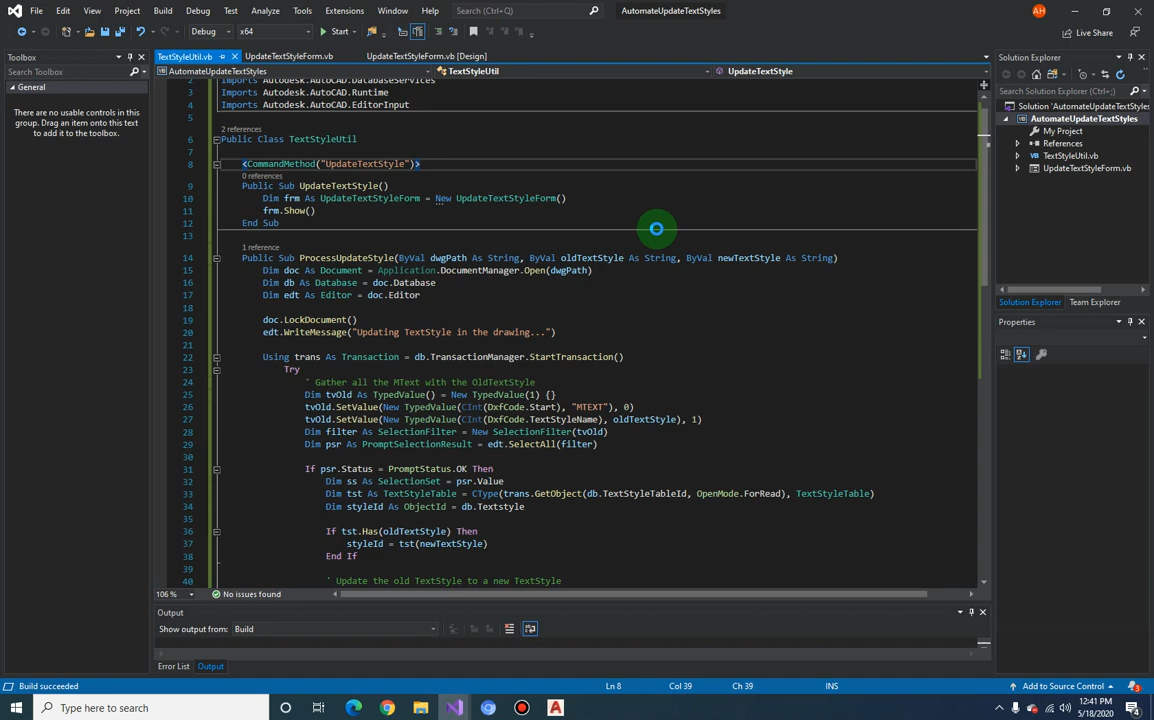 File Edit View Project Build Debug Test Analyze Tools Extensions Window Help Search (Ctrl+Q) AutomateUpdateTextStyles AH
Debug x64 Start Live Share
Toolbox
Search Toolbox
General
There are no usable controls in this
group. Drag an item onto this text
to add it to the toolbox.
TextStyleUtil.vb UpdateTextStyleForm.vb UpdateTextStyleForm.vb [Design]
AutomateUpdateTextStyles TextStyleUtil UpdateTextStyle
2 Imports Autodesk.AutoCAD.DatabaseServices
3 Imports Autodesk.AutoCAD.Runtime
4 Imports Autodesk.AutoCAD.EditorInput
5
2 references
6 Public Class TextStyleUtil
7
8 <CommandMethod("UpdateTextStyle")>
0 references
9 Public Sub UpdateTextStyle()
10 Dim frm As UpdateTextStyleForm = New UpdateTextStyleForm()
11 frm.Show()
12 End Sub
13
1 reference
14 Public Sub ProcessUpdateStyle(ByVal dwgPath As String, ByVal oldTextStyle As String, ByVal newTextStyle As String)
15 Dim doc As Document = Application.DocumentManager.Open(dwgPath)
16 Dim db As Database = doc.Database
17 Dim edt As Editor = doc.Editor
18
19 doc.LockDocument()
20 edt.WriteMessage("Updating TextStyle in the drawing...")
21
22 Using trans As Transaction = db.TransactionManager.StartTransaction()
23 Try
24 ' Gather all the MText with the OldTextStyle
25 Dim tvOld As TypedValue() = New TypedValue(1) {}
26 tvOld.SetValue(New TypedValue(CInt(DxfCode.Start), "MTEXT"), 0)
27 tvOld.SetValue(New TypedValue(CInt(DxfCode.TextStyleName), oldTextStyle), 1)
28 Dim filter As SelectionFilter = New SelectionFilter(tvOld)
29 Dim psr As PromptSelectionResult = edt.SelectAll(filter)
30
31 If psr.Status = PromptStatus.OK Then
32 Dim ss As SelectionSet = psr.Value
33 Dim tst As TextStyleTable = CType(trans.GetObject(db.TextStyleTableId, OpenMode.ForRead), TextStyleTable)
34 Dim styleId As ObjectId = db.Textstyle
35
36 If tst.Has(oldTextStyle) Then
37 styleId = tst(newTextStyle)
38 End If
39
40 ' Update the old TextStyle to a new TextStyle
106 % No issues found
Output
Show output from: Build
Error List Output
Solution Explorer
Search Solution Explorer (Ctrl+;)
Solution 'AutomateUpdateTextStyles
AutomateUpdateTextStyles
My Project
References
TextStyleUtil.vb
UpdateTextStyleForm.vb
Solution Explorer Team Explorer
Properties
Build succeeded Ln 8 Col 39 Ch 39 INS Add to Source Control 3
Type here to search 12:41 PM
5/18/2020 4